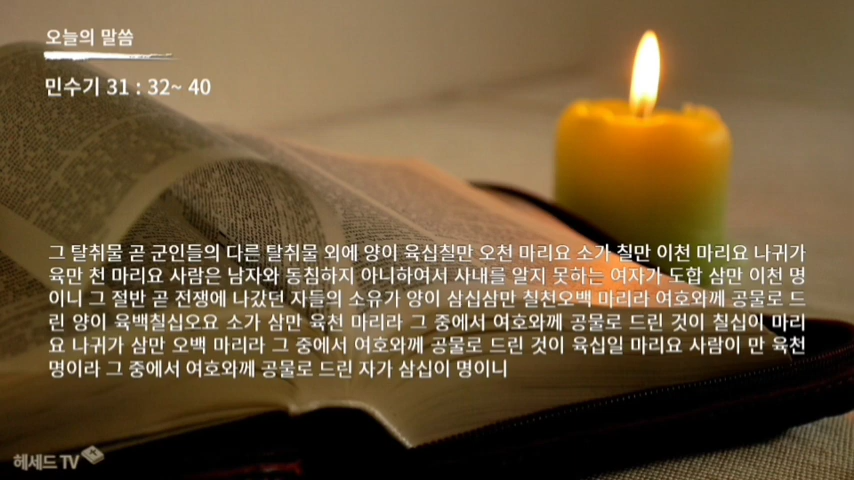 오늘의 말씀
민수기 31 : 32~ 40
그 탈취물 곧 군인들의 다른 탈취물 외에 양이 육십칠만 오천 마리요 소가 칠만 이천 마리요 나귀가
육만 천 마리요 사람은 남자와 동침하지 아니하여서 사내를 알지 못하는 여자가 도합 삼만 이천 명
이니 그 절반 곧 전쟁에 나갔던 자들의 소유가 양이 삼십삼만 칠천오백 마리라 여호와께 공물로 드
린 양이 육백칠십오요 소가 삼만 육천 마리라 그 중에서 여호와께 공물로 드린 것이 칠십이 마리
요 나귀가 삼만 오백 마리라 그 중에서 여호와께 공물로 드린 것이 육십일 마리요 사람이 만 육천
명이라 그 중에서 여호와께 공물로 드린 자가 삼십이 명이니
헤세드 TV